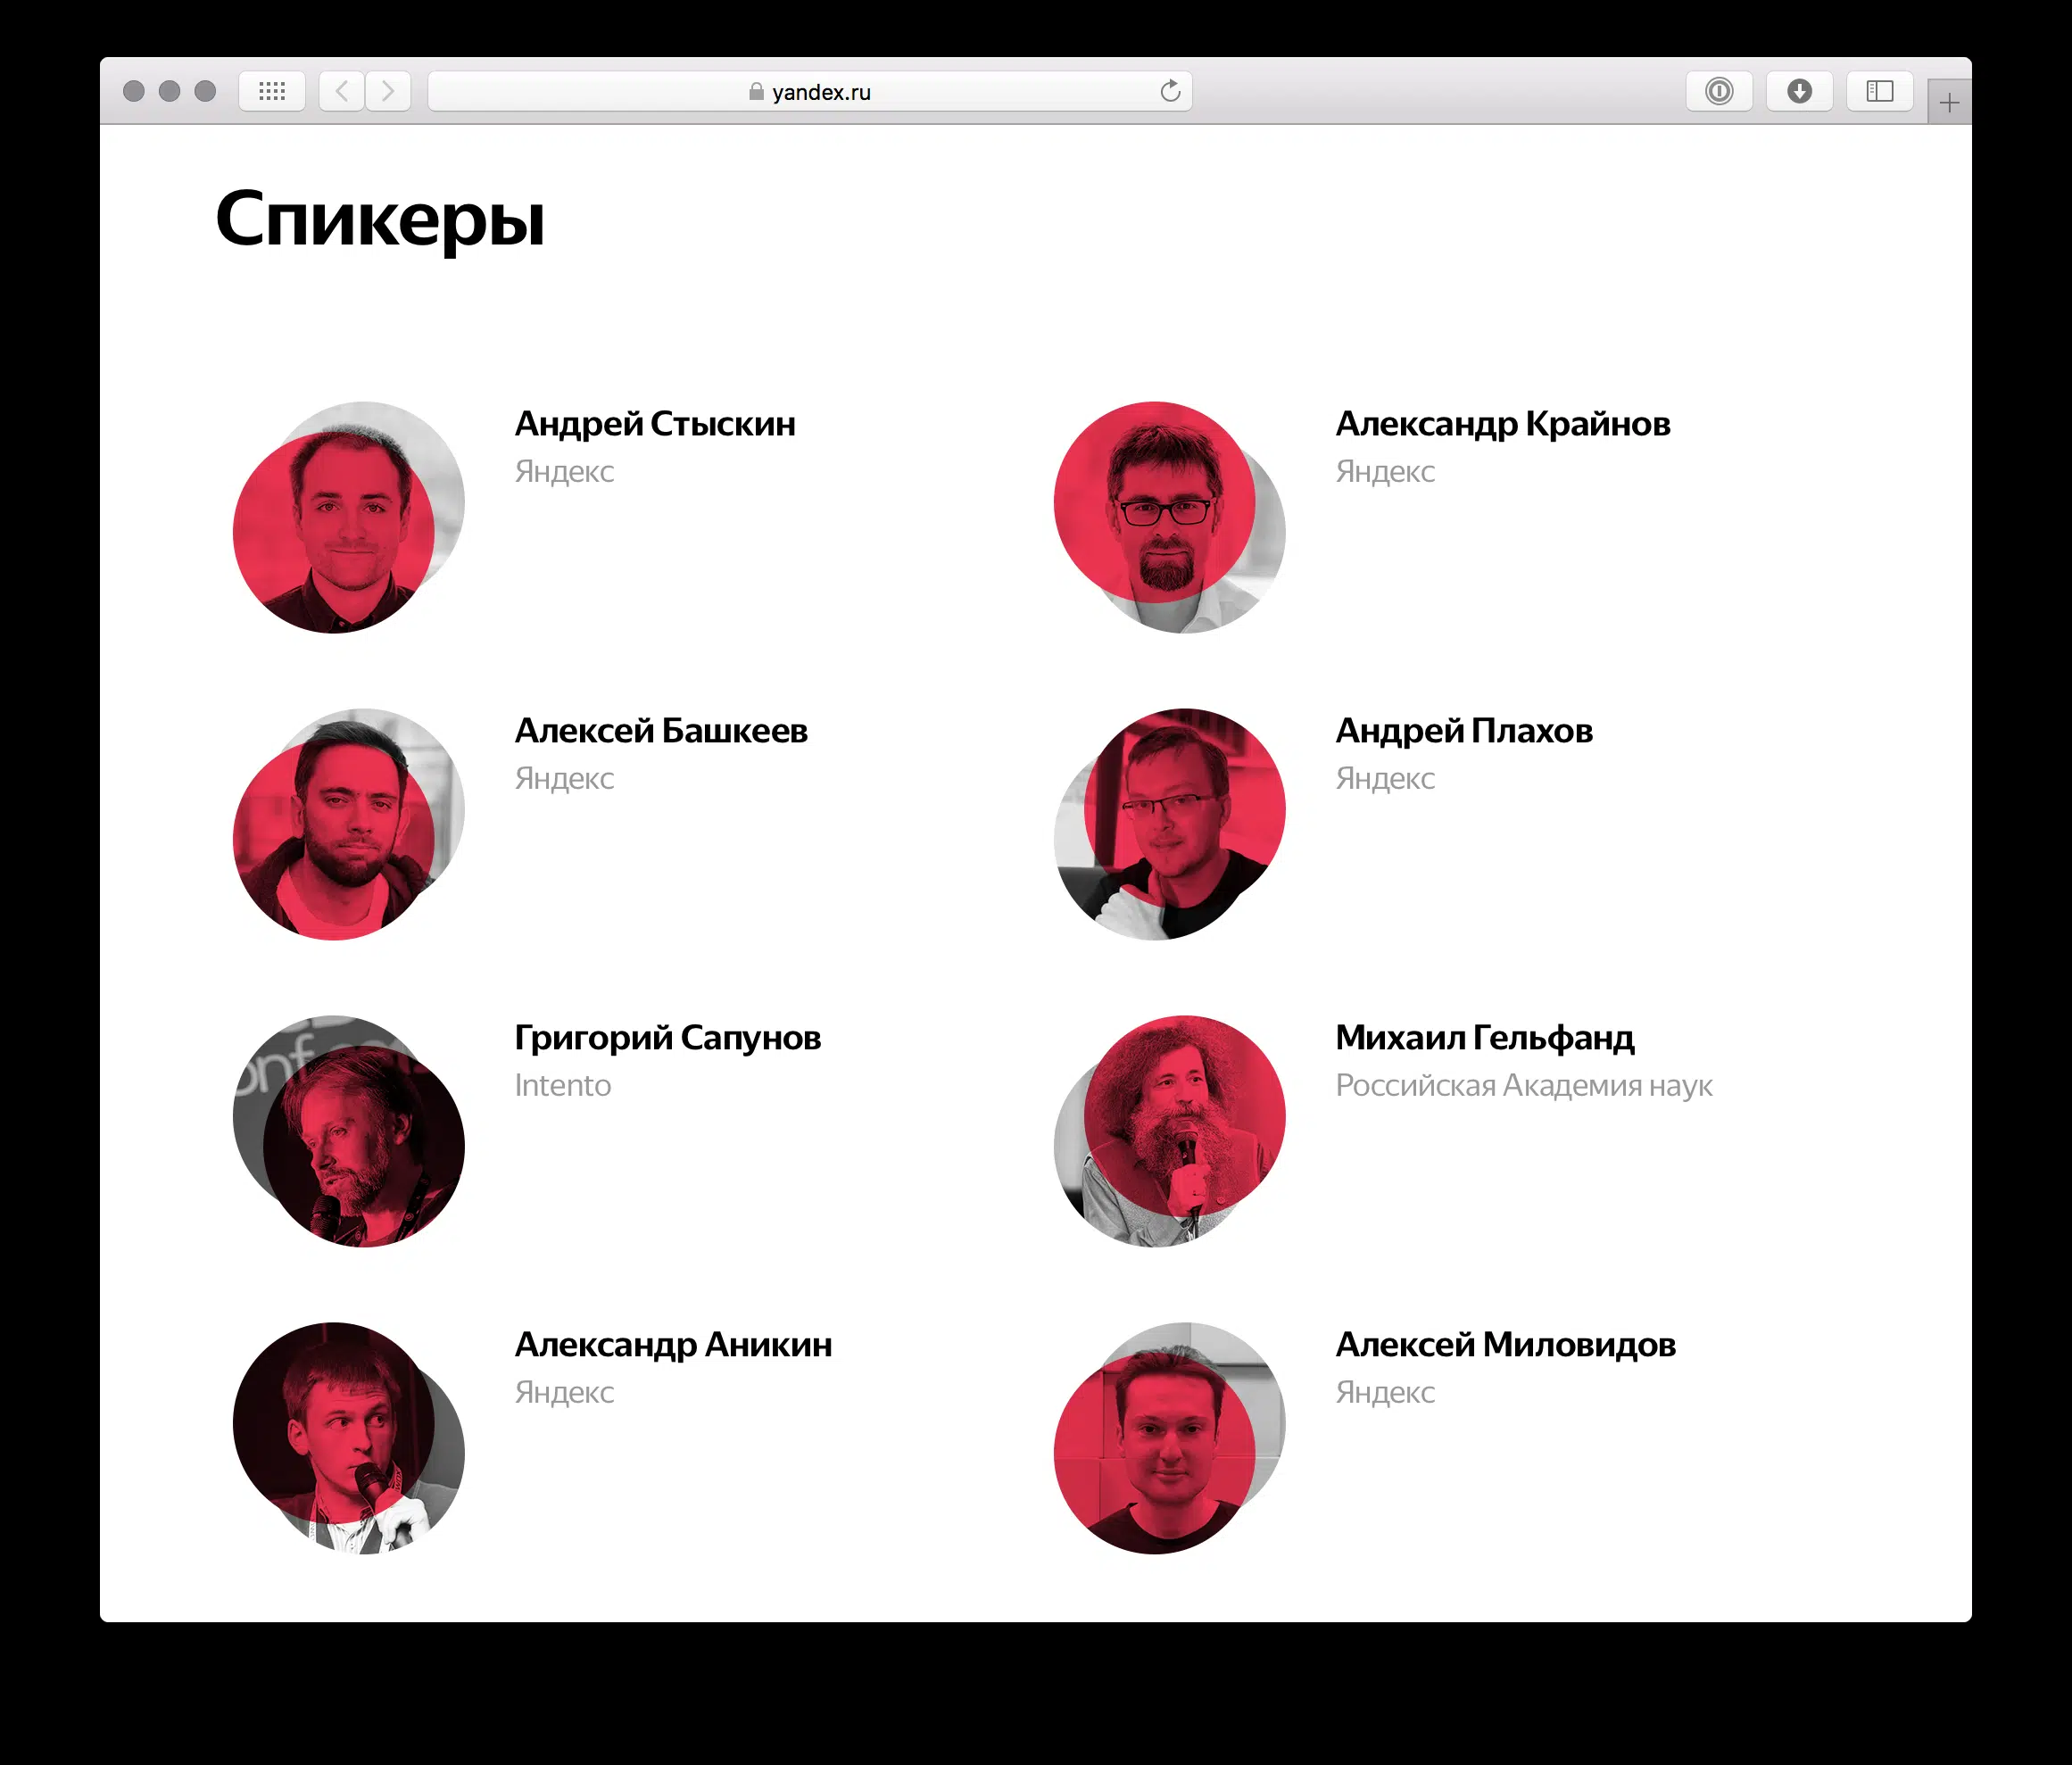 yandex.ru
Спикеры
Андрей Стыскин
Яндекс
Александр Крайнов
Яндекс
Алексей Башкеев
Яндекс
Андрей Плахов
Яндекс
Григорий Сапунов
Intento
Михаил Гельфанд
Российская Академия наук
Александр Аникин
Яндекс
Алексей Миловидов
Яндекс